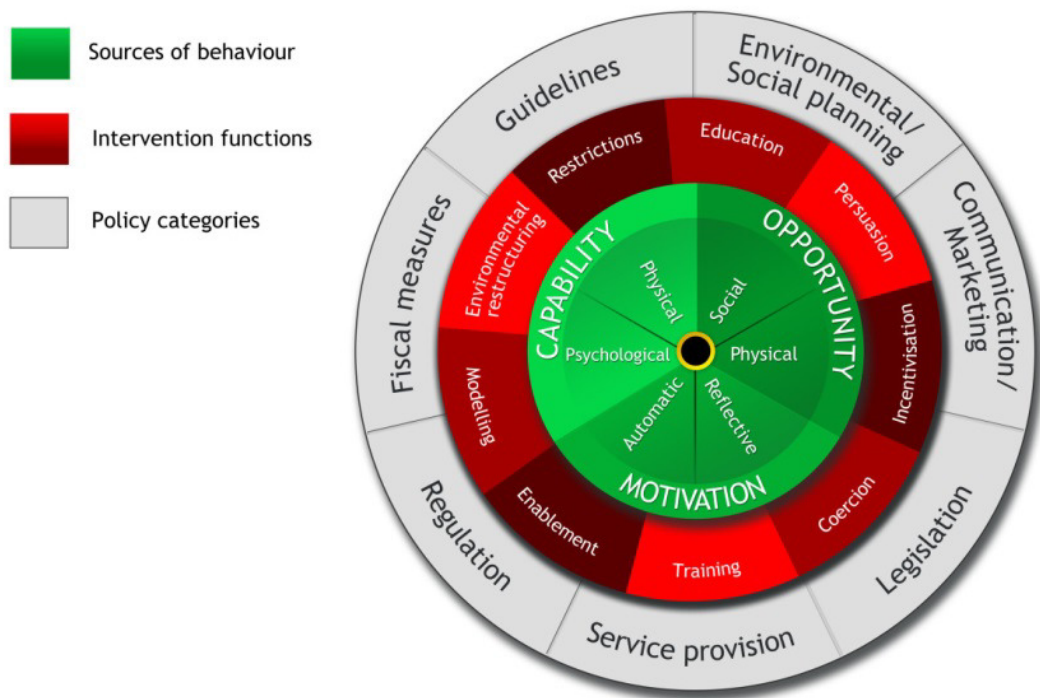 Sources of behaviour
Intervention functions
Policy categories
Guidelines
Environmental/
Social planning
Communication/
Marketing
Legislation
Service provision
Regulation
Fiscal measures
Restrictions
Education
Persuasion
Incentivisation
Coercion
Training
Enablement
Modelling
Environmental
restructuring
CAPABILITY
OPPORTUNITY
MOTIVATION
Physical
Social
Physical
Reflective
Automatic
Psychological